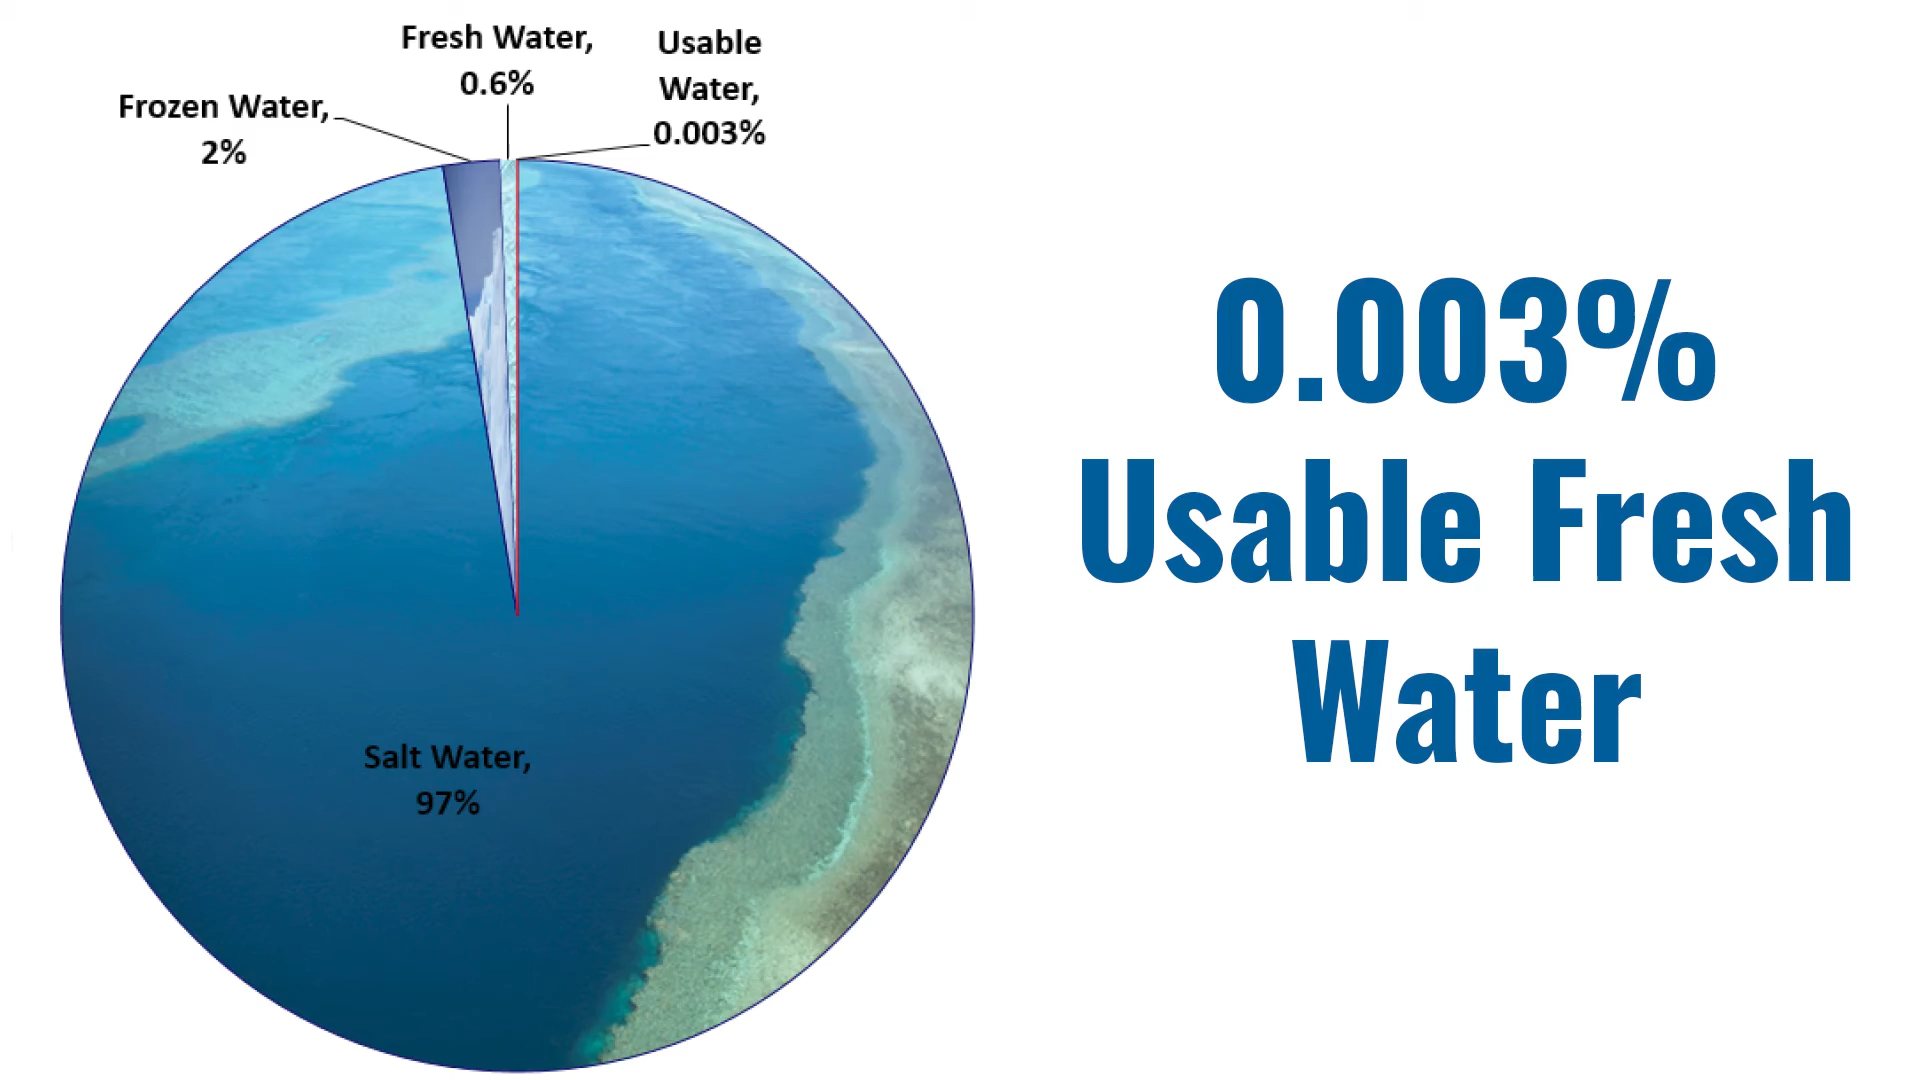 Fresh Water,
0.6%
Usable
Water,
0.003%
Frozen Water,
2%
Salt Water,
97%
0.003%
Usable Fresh
Water